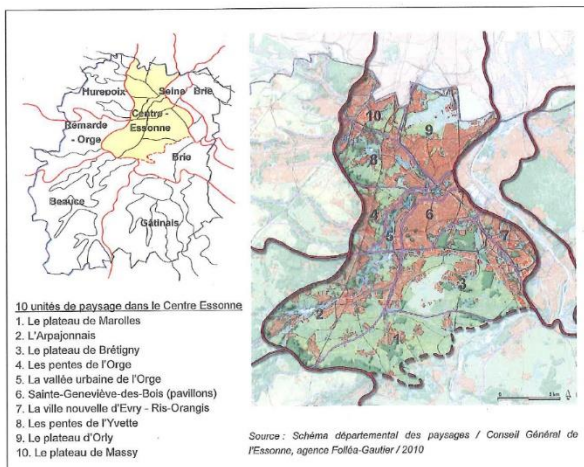 Hurepoix
Seine
Brie
Centre -
Essonne
Rémarde
- Orge
Brie
Beauce
Gâtinais
10 unités de paysage dans le Centre Essonne
1. Le plateau de Marolles
2. L'Arpajonnais
3. Le plateau de Brétigny
4. Les pentes de l'Orge
5. La vallée urbaine de l'Orge
6. Sainte-Geneviève-des-Bois (pavillons)
7. La ville nouvelle d'Evry - Ris-Orangis
8. Les pentes de l'Yvette
9. Le plateau d'Orly
10. Le plateau de Massy
10
9
8
4
6
5
7
3
2
1
Source : Schéma départemental des paysages / Conseil Général de
l'Essonne, agence Folléa-Gautier / 2010